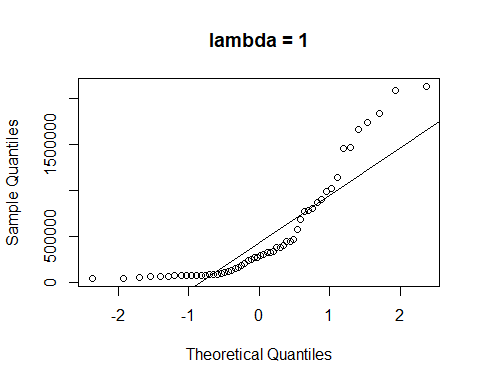 lambda = 1
Sample Quantiles
0 500000 1500000
-2 -1 0 1 2
Theoretical Quantiles